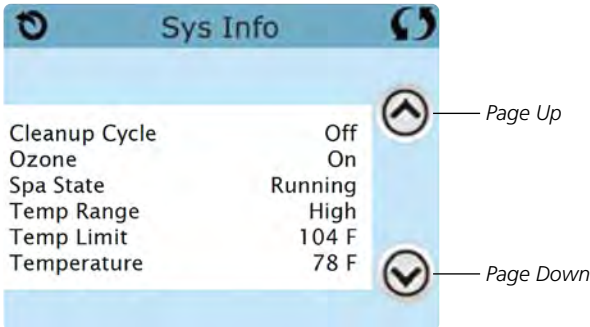 Sys Info
Page Up
Cleanup Cycle Off
Ozone On
Spa State Running
Temp Range High
Temp Limit 104 F
Temperature 78 F
Page Down